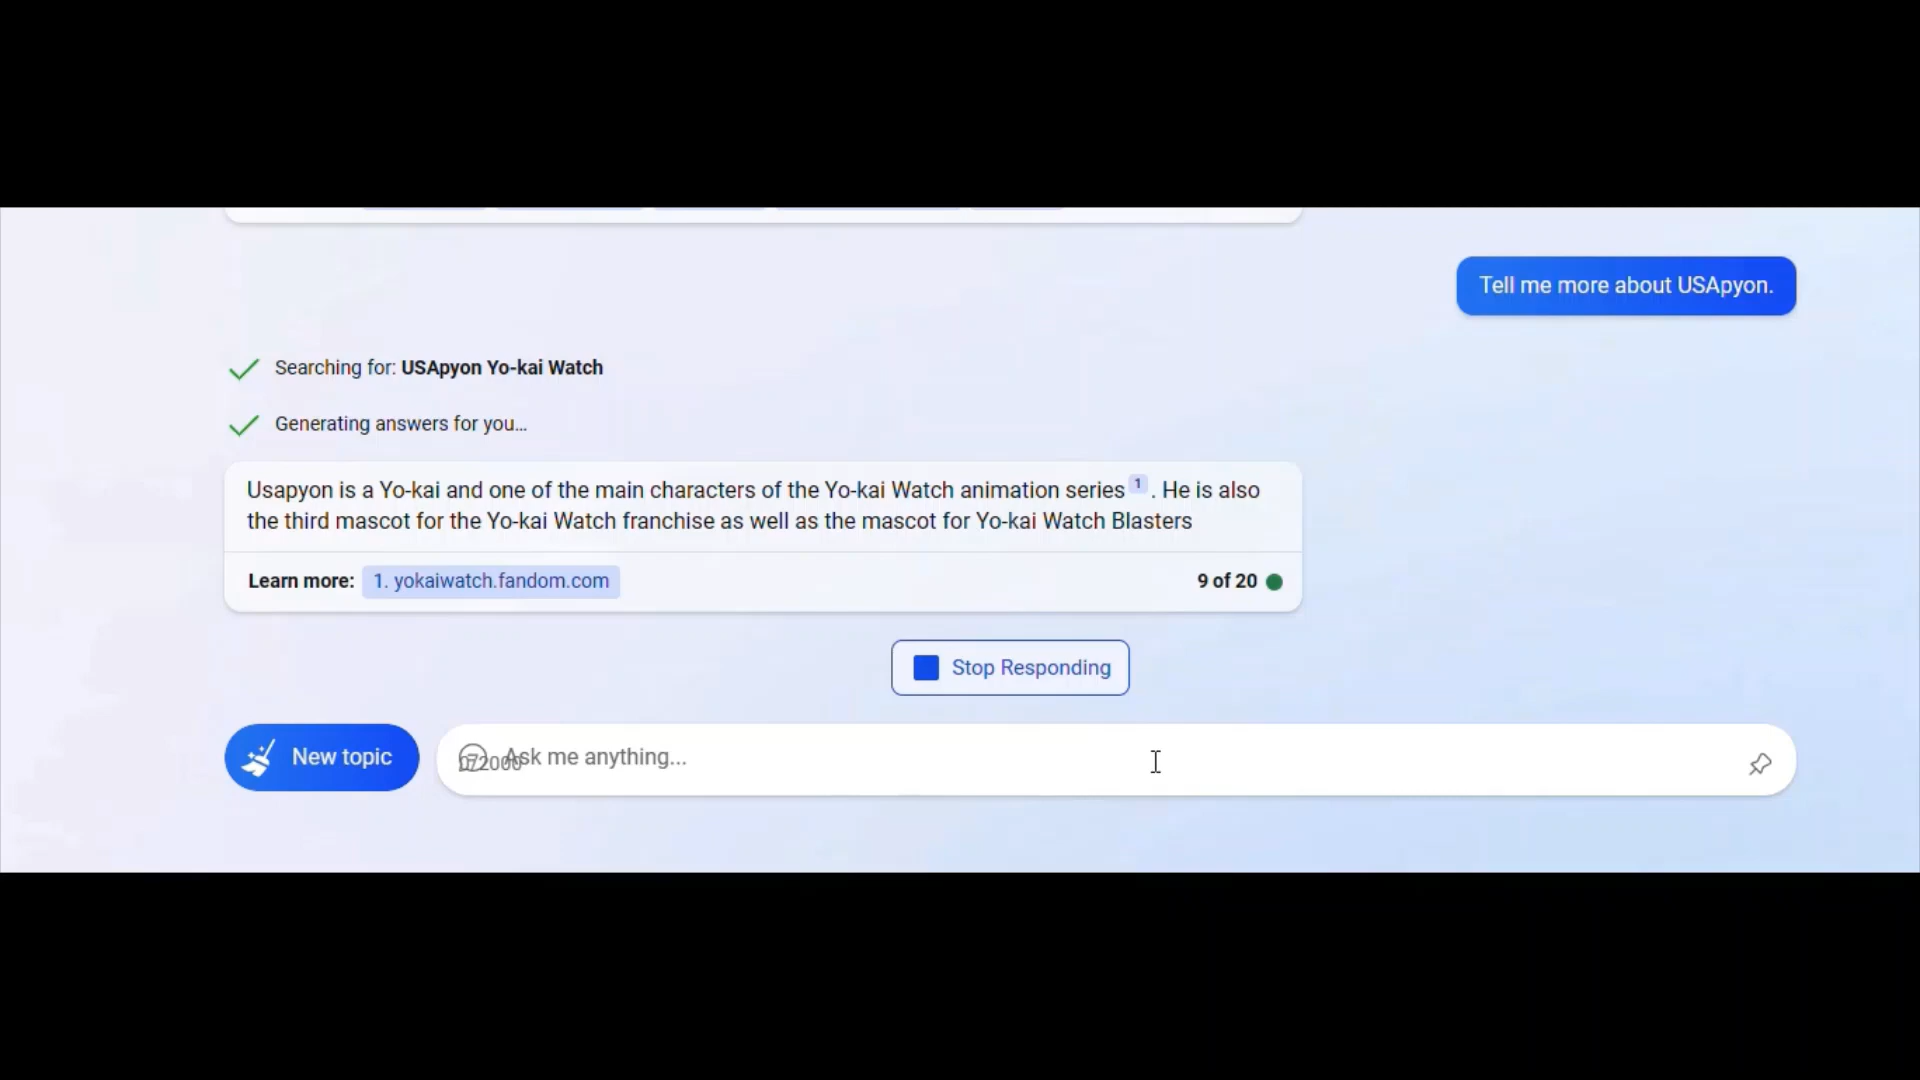 Tell me more about USApyon.
Searching for: USApyon Yo-kai Watch
Generating answers for you...
Usapyon is a Yo-kai and one of the main characters of the Yo-kai Watch animation series 1 . He is also
the third mascot for the Yo-kai Watch franchise as well as the mascot for Yo-kai Watch Blasters
Learn more: 1. yokaiwatch.fandom.com 9 of 20
Stop Responding
New topic
Ask me anything...
0/2000